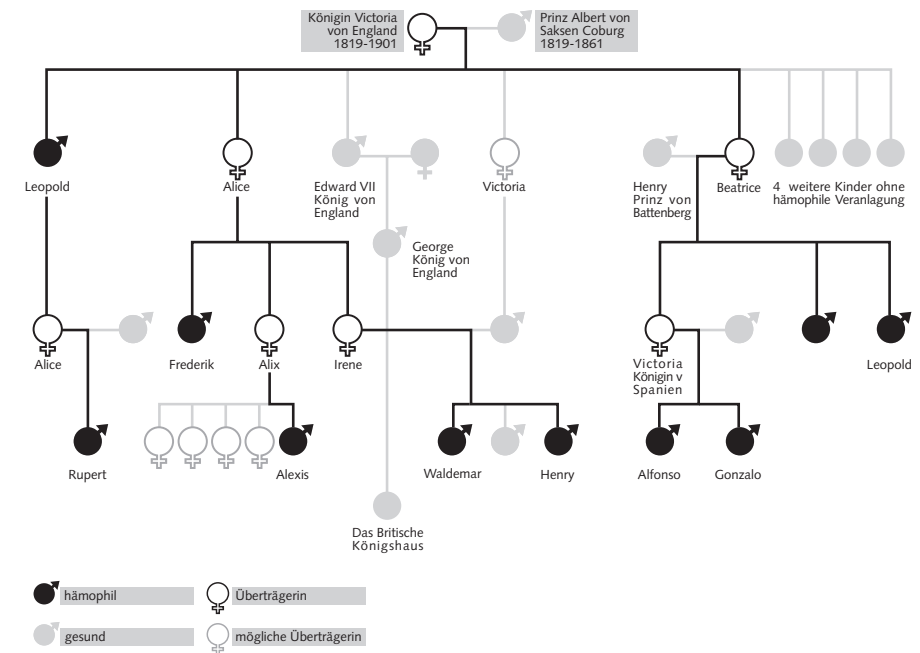 Königin Victoria
von England
1819-1901
Prinz Albert von
Saksen Coburg
1819-1861
Leopold
Alice
Edward VII
König von
England
Victoria
Henry
Prinz von
Battenberg
Beatrice
4 weitere Kinder ohne
hämophile Veranlagung
George
König von
England
Alice
Frederik
Alix
Irene
Victoria
Königin v
Spanien
Leopold
Rupert
Alexis
Waldemar
Henry
Alfonso
Gonzalo
Das Britische
Königshaus
hämophil
Überträgerin
gesund
mögliche Überträgerin